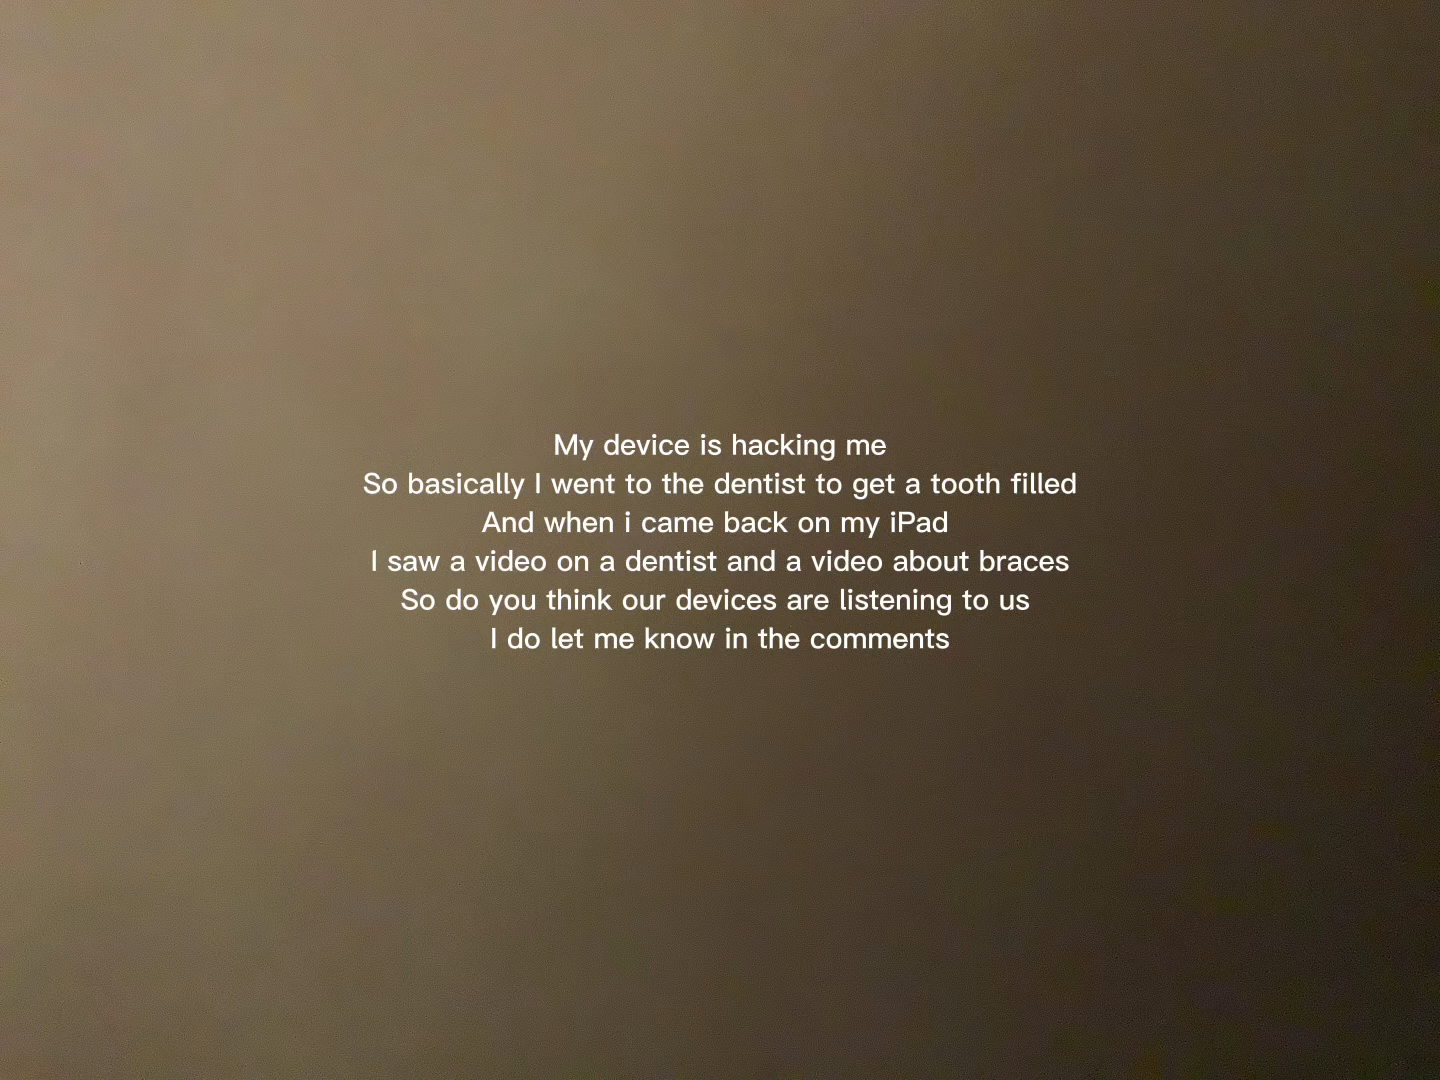 My device is hacking me
So basically I went to the dentist to get a tooth filled
And when i came back on my iPad
I saw a video on a dentist and a video about braces
So do you think our devices are listening to us
I do let me know in the comments